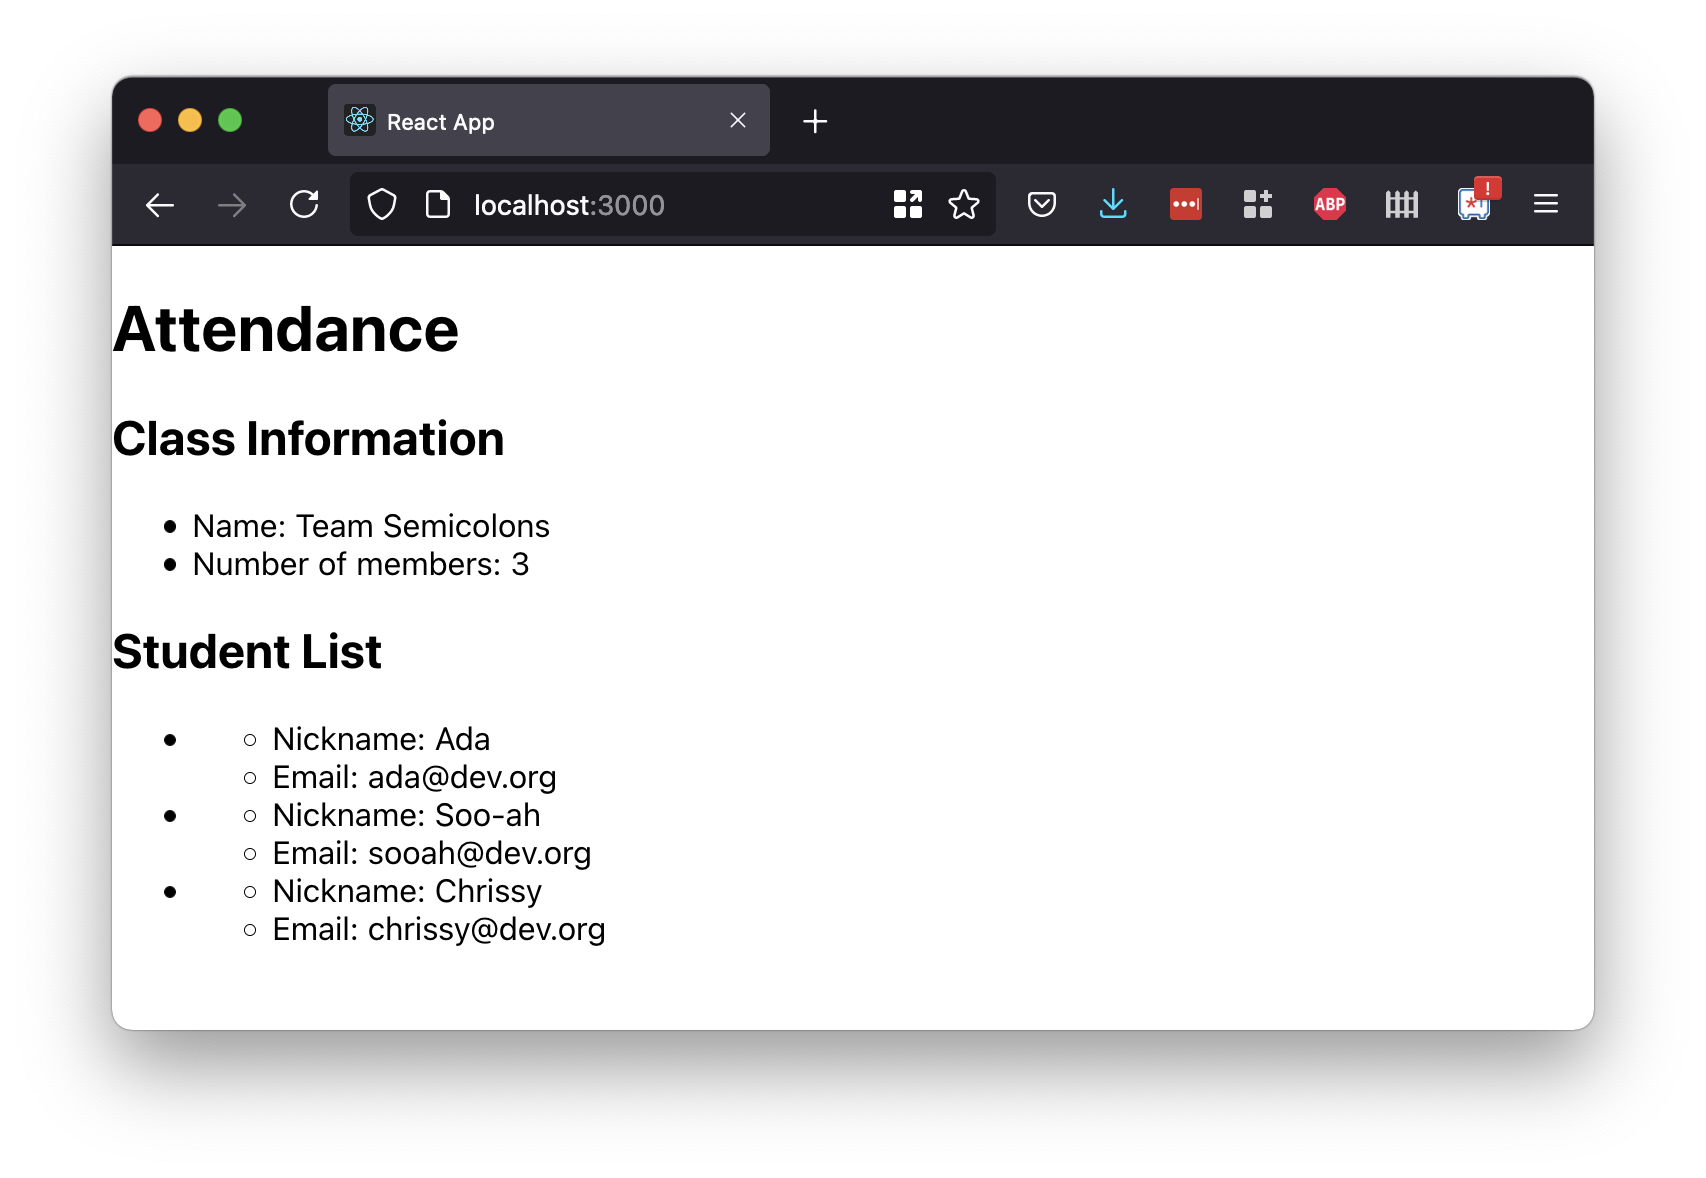 React App
localhost:3000
ABP
!
Attendance
Class Information
Name: Team Semicolons
Number of members: 3
Student List
Nickname: Ada
Email: ada@dev.org
Nickname: Soo-ah
Email: sooah@dev.org
Nickname: Chrissy
Email: chrissy@dev.org